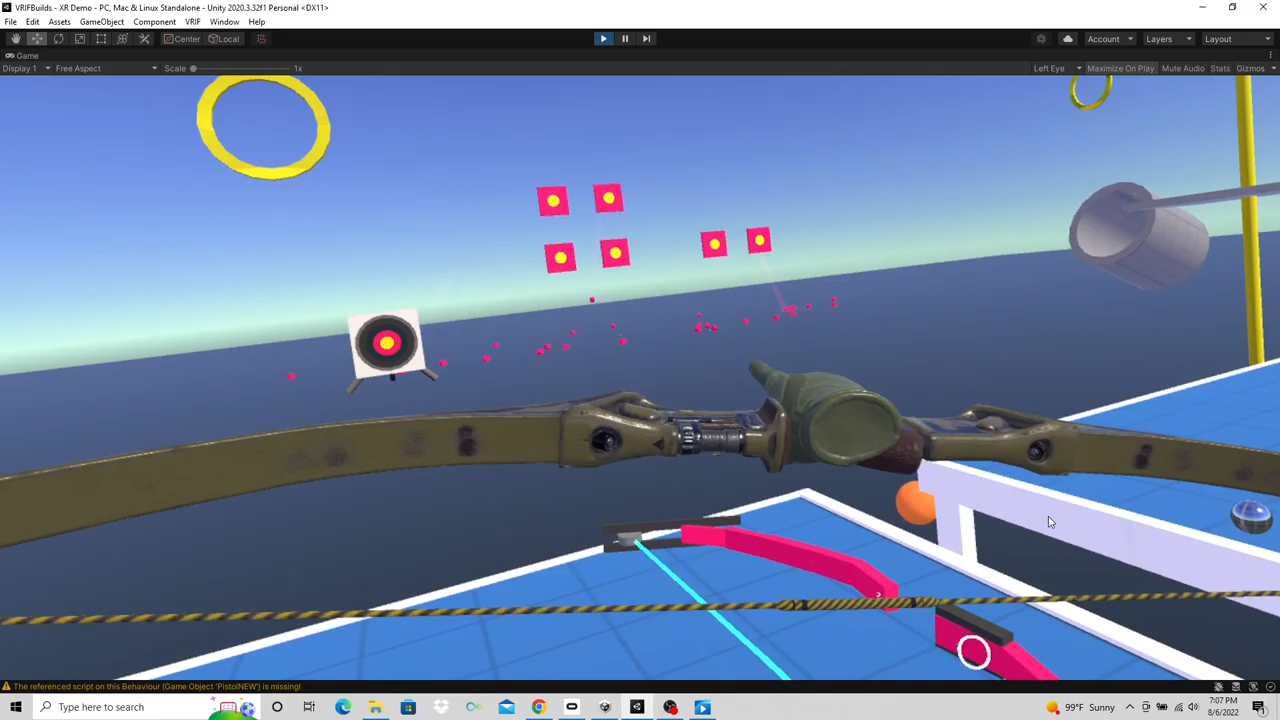 VRIFBuilds - XR Demo - PC, Mac & Linux Standalone - Unity 2020.3.32f1 Personal <DX11>
File Edit Assets GameObject Component VRIF Window Help
Center Local Account Layers Layout
Game
Display 1 Free Aspect Scale 1x Left Eye Maximize On Play Mute Audio Stats Gizmos
The referenced script on this Behaviour (Game Object 'PistolNEW') is missing!
Type here to search
99°F Sunny
7:07 PM
8/6/2022